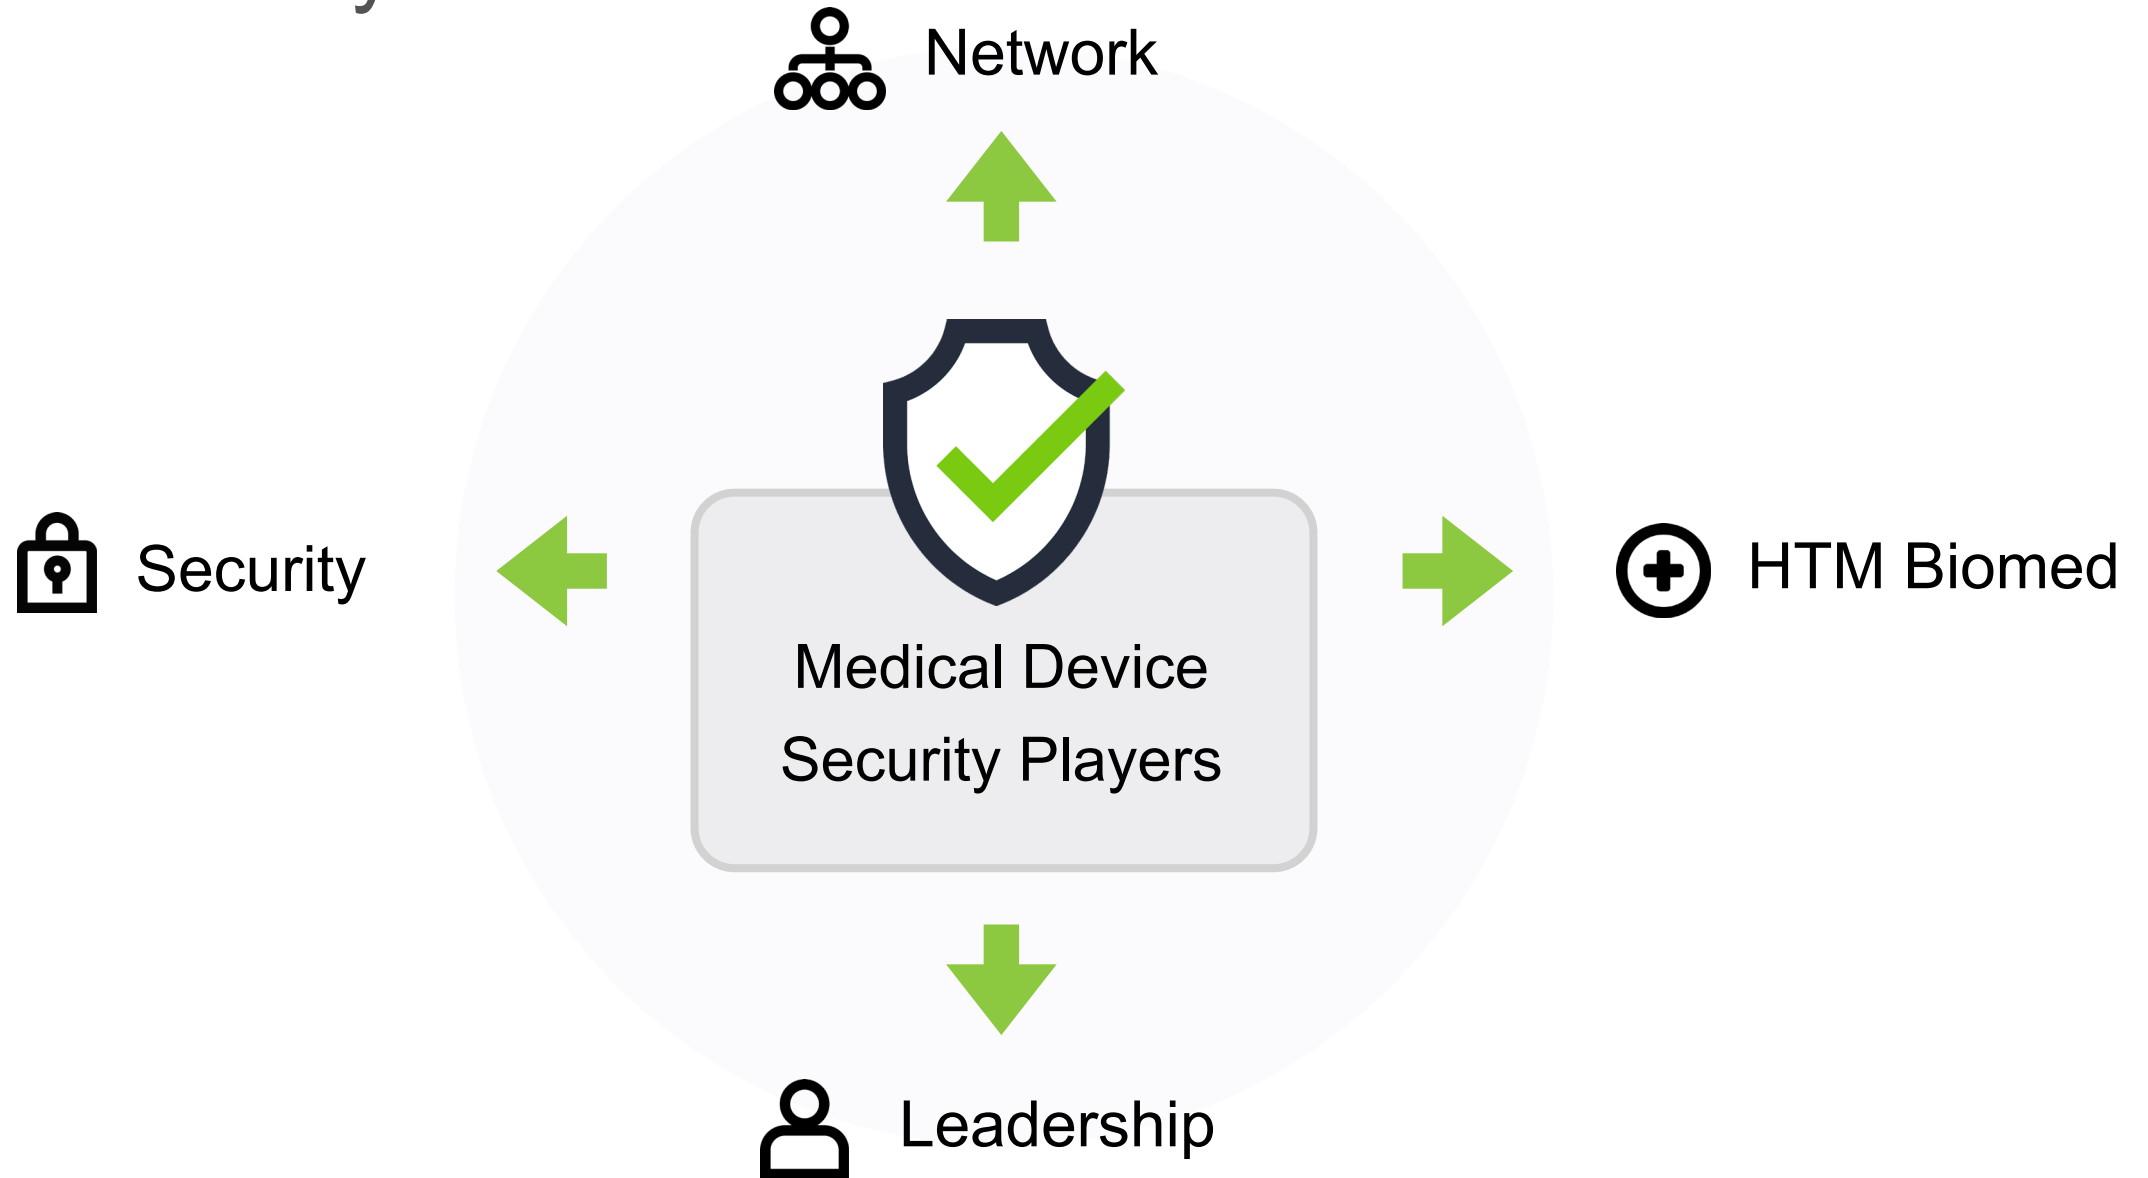 Network
Security
HTM Biomed
Medical Device
Security Players
Leadership